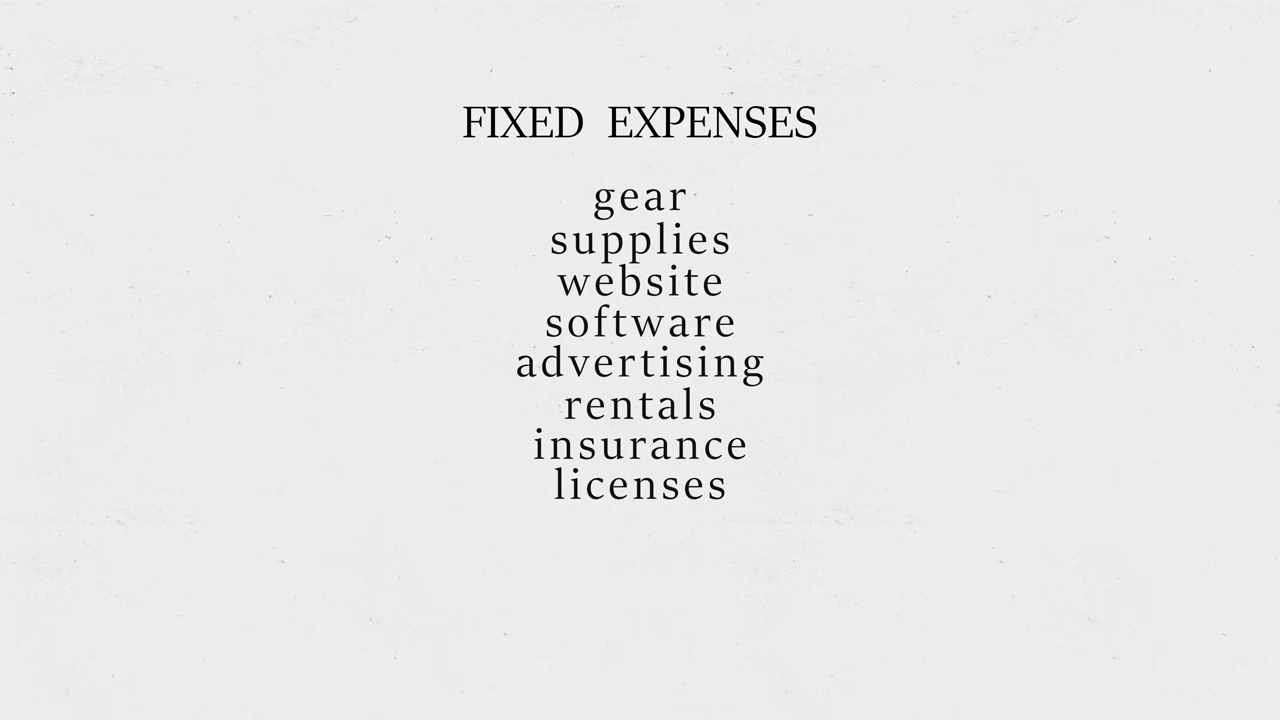 FIXED EXPENSES
gear
supplies
website
software
advertising
rentals
insurance
licenses